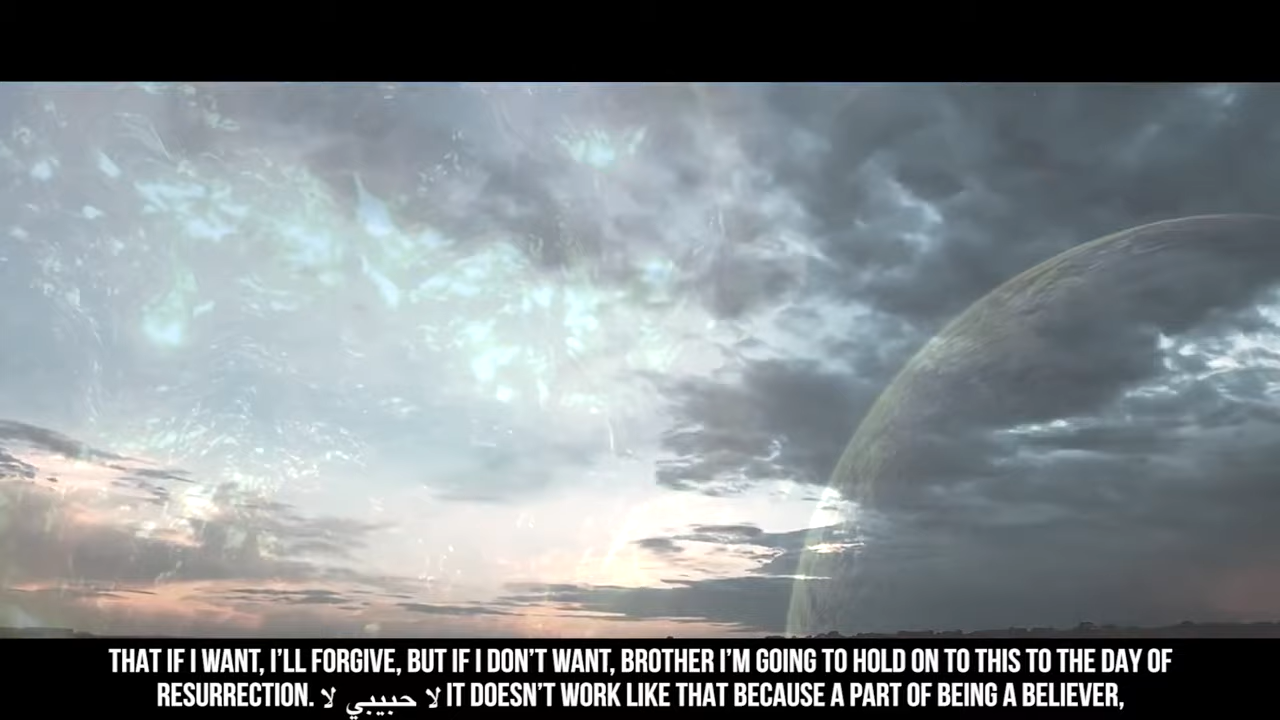 THAT IF I WANT, I'LL FORGIVE, BUT IF I DON'T WANT, BROTHER I'M GOING TO HOLD ON TO THIS TO THE DAY OF
RESURRECTION. لا حبيبي لا IT DOESN'T WORK LIKE THAT BECAUSE A PART OF BEING A BELIEVER,